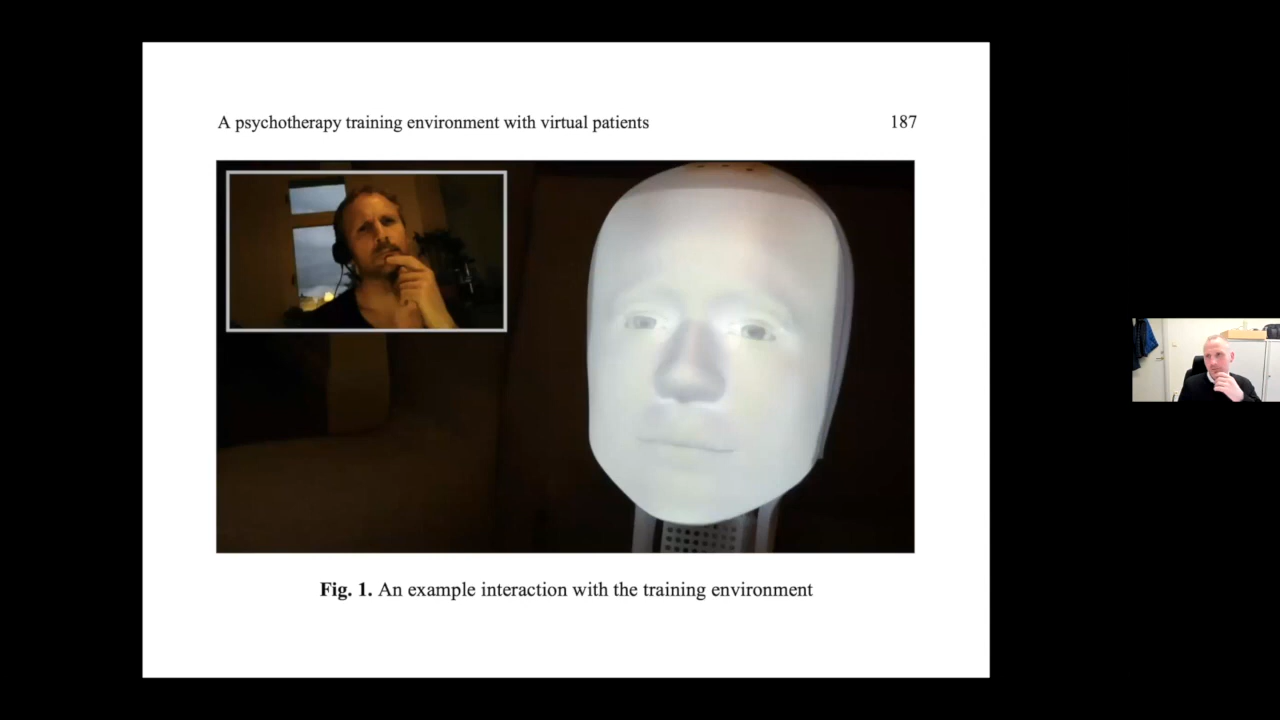 A psychotherapy training environment with virtual patients
187
Fig. 1. An example interaction with the training environment